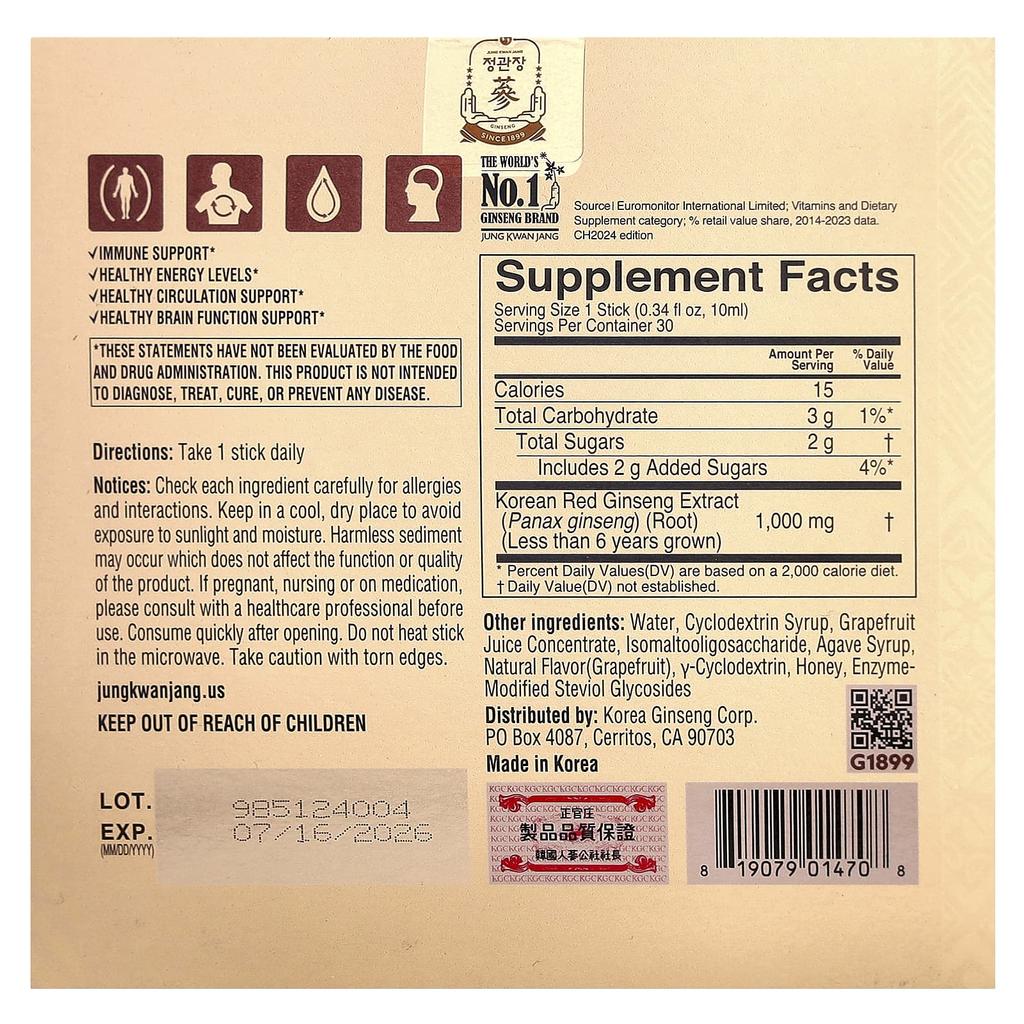 JUNG KWAN JANG
정관장
蔘
GINSENG
SINCE 1899
THE WORLD'S
No.1
GINSENG BRAND
JUNG KWAN JANG
Source| Euromonitor International Limited; Vitamins and Dietary
Supplement category; % retail value share, 2014-2023 data.
CH2024 edition
✓IMMUNE SUPPORT*
✓HEALTHY ENERGY LEVELS*
✓HEALTHY CIRCULATION SUPPORT*
✓HEALTHY BRAIN FUNCTION SUPPORT*
*THESE STATEMENTS HAVE NOT BEEN EVALUATED BY THE FOOD
AND DRUG ADMINISTRATION. THIS PRODUCT IS NOT INTENDED
TO DIAGNOSE, TREAT, CURE, OR PREVENT ANY DISEASE.
Directions: Take 1 stick daily
Notices: Check each ingredient carefully for allergies
and interactions. Keep in a cool, dry place to avoid
exposure to sunlight and moisture. Harmless sediment
may occur which does not affect the function or quality
of the product. If pregnant, nursing or on medication,
please consult with a healthcare professional before
use. Consume quickly after opening. Do not heat stick
in the microwave. Take caution with torn edges.
jungkwanjang.us
KEEP OUT OF REACH OF CHILDREN
LOT. 985124004
EXP. 07/16/2026
(MM/DD/YYYY)
Supplement Facts
Serving Size 1 Stick (0.34 fl oz, 10ml)
Servings Per Container 30
Amount Per Serving % Daily Value
Calories 15
Total Carbohydrate 3 g 1%*
Total Sugars 2 g †
Includes 2 g Added Sugars 4%*
Korean Red Ginseng Extract
(Panax ginseng) (Root) 1,000 mg †
(Less than 6 years grown)
* Percent Daily Values(DV) are based on a 2,000 calorie diet.
† Daily Value(DV) not established.
Other ingredients: Water, Cyclodextrin Syrup, Grapefruit
Juice Concentrate, Isomaltooligosaccharide, Agave Syrup,
Natural Flavor(Grapefruit), γ-Cyclodextrin, Honey, Enzyme-
Modified Steviol Glycosides
Distributed by: Korea Ginseng Corp.
PO Box 4087, Cerritos, CA 90703
Made in Korea
G1899
正官庄
製品品質保證
韓國人蔘公社社長
8 19079 01470 8